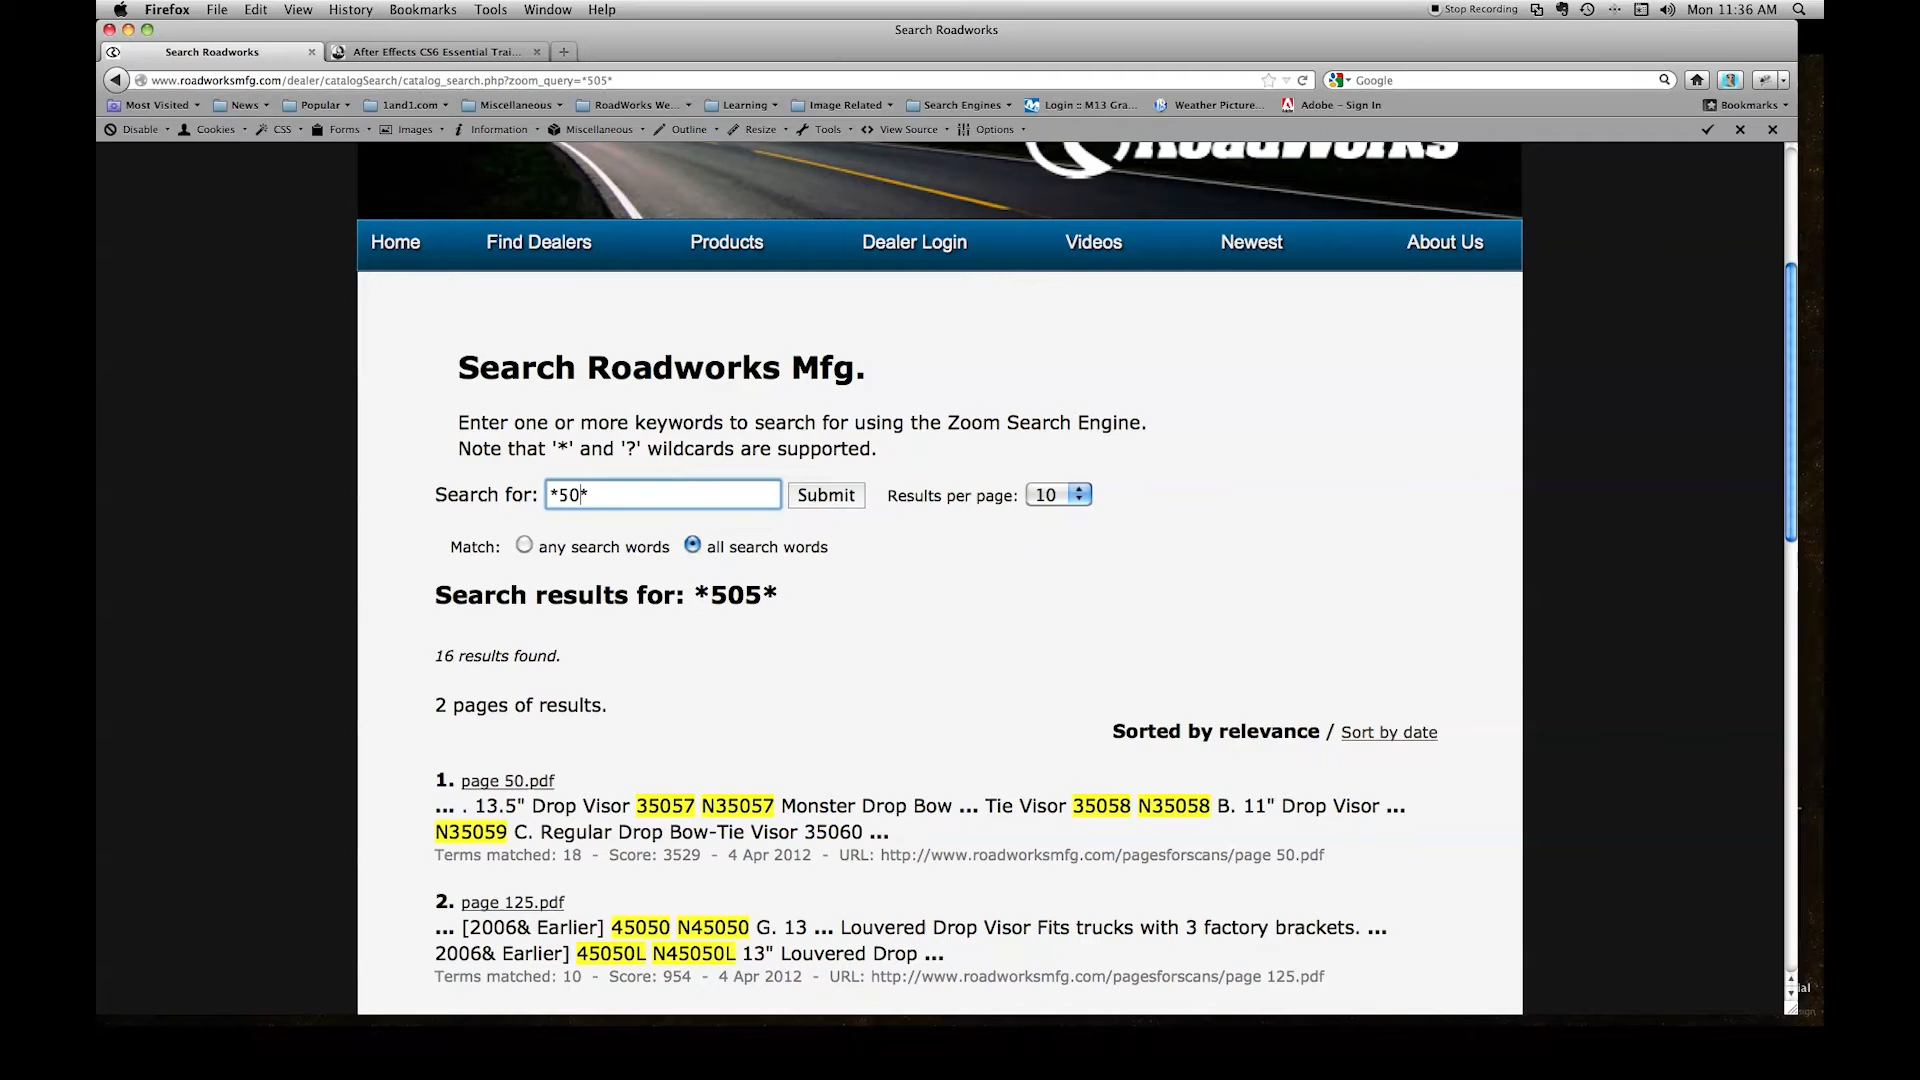 Firefox File Edit View History Bookmarks Tools Window Help Stop Recording Mon 11:36 AM
Search Roadworks
Search Roadworks After Effects CS6 Essential Trai...
www.roadworksmfg.com/dealer/catalogSearch/catalog_search.php?zoom_query=*505* Google
Most Visited News Popular 1and1.com Miscellaneous RoadWorks We... Learning Image Related Search Engines Login :: M13 Gra... Weather Picture... Adobe - Sign In Bookmarks
Disable Cookies CSS Forms Images Information Miscellaneous Outline Resize Tools View Source Options
RoadWorks
Home Find Dealers Products Dealer Login Videos Newest About Us
Search Roadworks Mfg.
Enter one or more keywords to search for using the Zoom Search Engine.
Note that '*' and '?' wildcards are supported.
Search for: *50* Submit Results per page: 10
Match: any search words all search words
Search results for: *505*
16 results found.
2 pages of results.
Sorted by relevance / Sort by date
1. page 50.pdf
... . 13.5" Drop Visor 35057 N35057 Monster Drop Bow ... Tie Visor 35058 N35058 B. 11" Drop Visor ...
N35059 C. Regular Drop Bow-Tie Visor 35060 ...
Terms matched: 18 - Score: 3529 - 4 Apr 2012 - URL: http://www.roadworksmfg.com/pagesforscans/page 50.pdf
2. page 125.pdf
... [2006& Earlier] 45050 N45050 G. 13 ... Louvered Drop Visor Fits trucks with 3 factory brackets. ...
2006& Earlier] 45050L N45050L 13" Louvered Drop ...
Terms matched: 10 - Score: 954 - 4 Apr 2012 - URL: http://www.roadworksmfg.com/pagesforscans/page 125.pdf